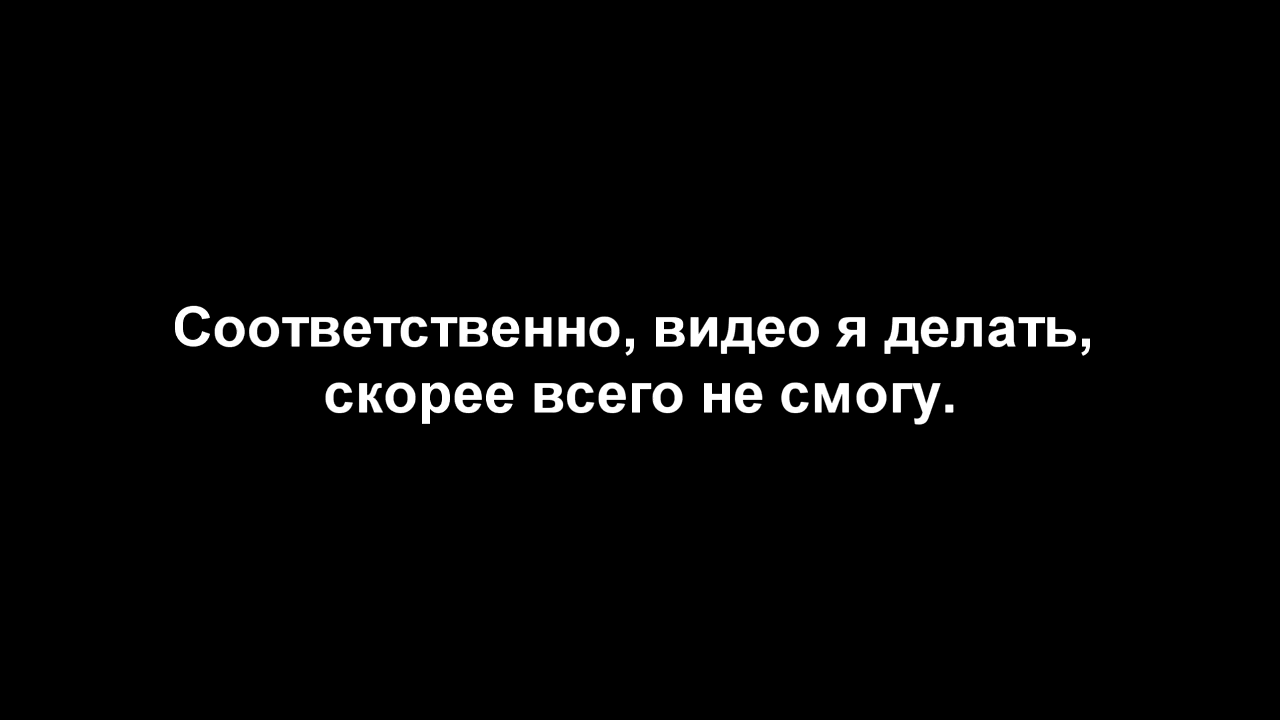 Соответственно, видео я делать,
скорее всего не смогу.